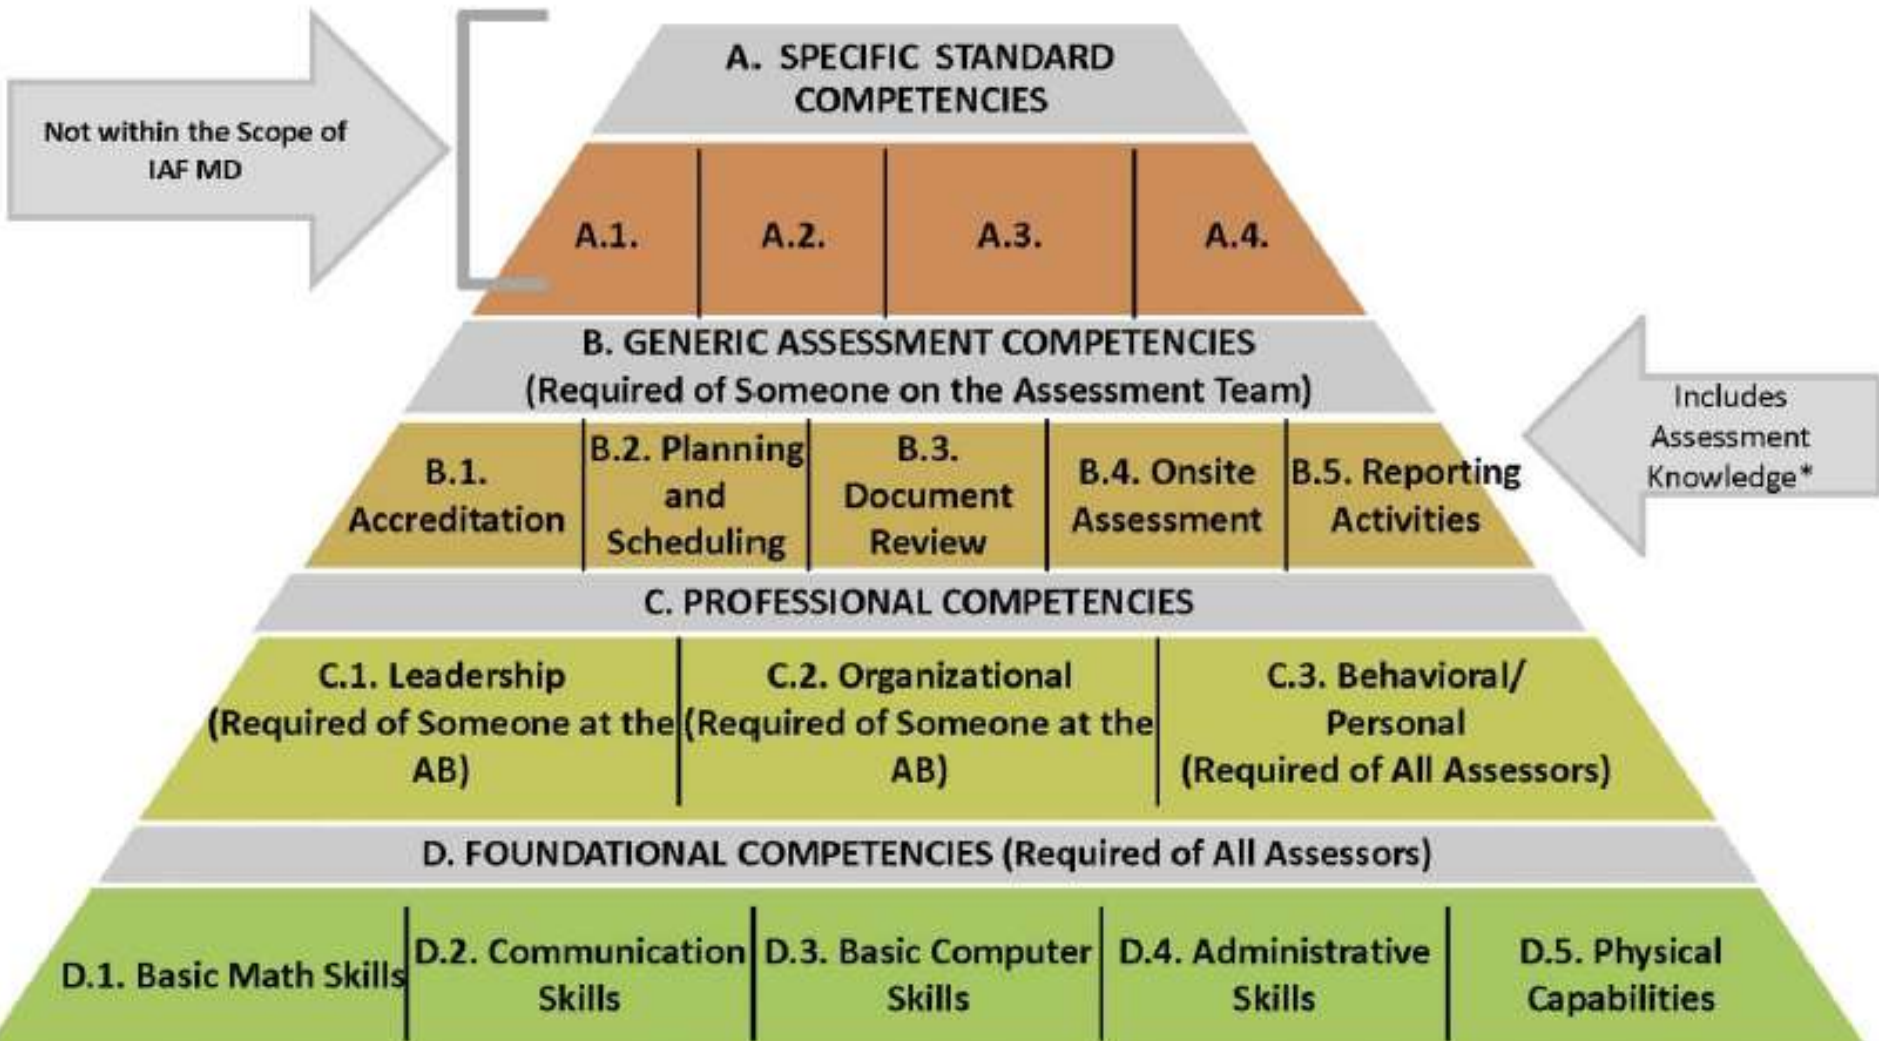 Not within the Scope of
IAF MD
A. SPECIFIC STANDARD
COMPETENCIES
A.1.
A.2.
A.3.
A.4.
B. GENERIC ASSESSMENT COMPETENCIES
(Required of Someone on the Assessment Team)
Includes
Assessment
Knowledge*
B.1.
Accreditation
B.2. Planning
and
Scheduling
B.3.
Document
Review
B.4. Onsite
Assessment
B.5. Reporting
Activities
C. PROFESSIONAL COMPETENCIES
C.1. Leadership
(Required of Someone at the
AB)
C.2. Organizational
(Required of Someone at the
AB)
C.3. Behavioral/
Personal
(Required of All Assessors)
D. FOUNDATIONAL COMPETENCIES (Required of All Assessors)
D.1. Basic Math Skills
D.2. Communication
Skills
D.3. Basic Computer
Skills
D.4. Administrative
Skills
D.5. Physical
Capabilities